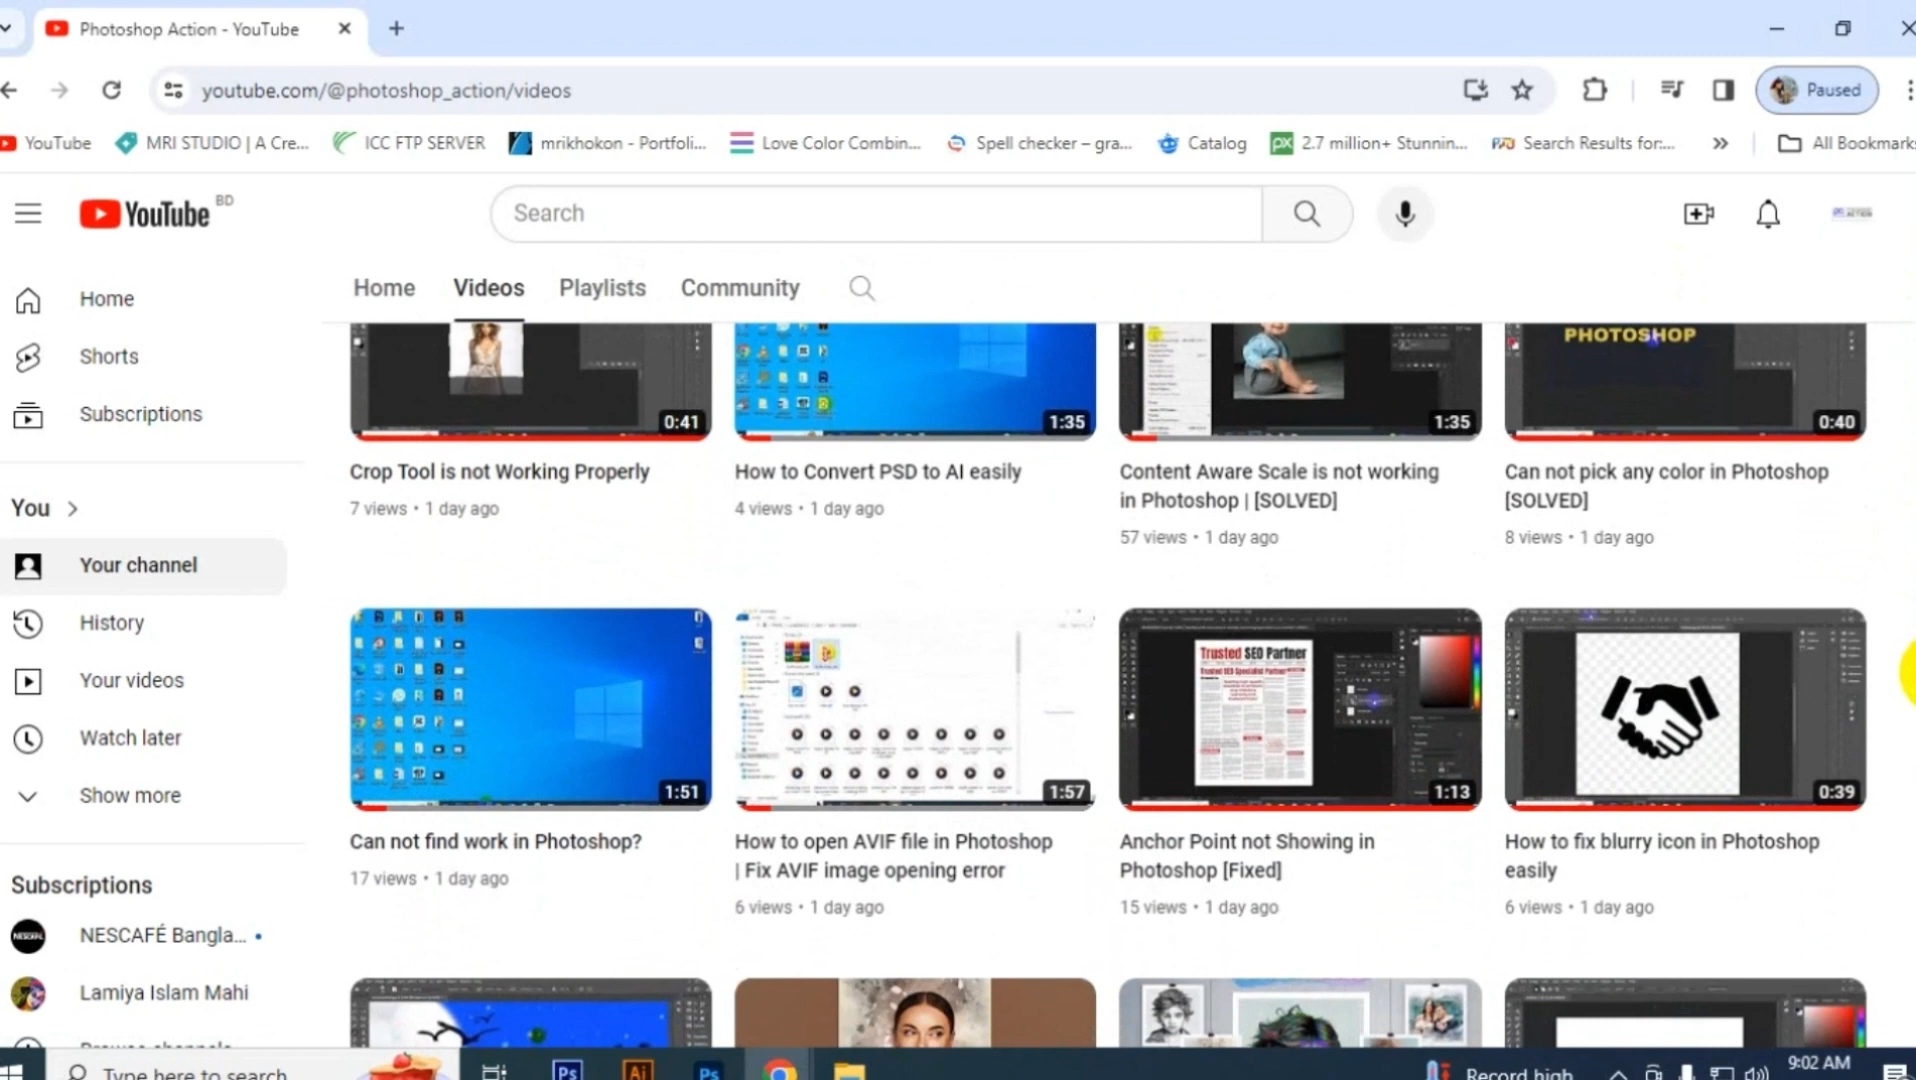 Photoshop Action - YouTube
youtube.com/@photoshop_action/videos
Paused
YouTube
MRI STUDIO | A Cre...
ICC FTP SERVER
mrikhokon - Portfoli...
Love Color Combin...
Spell checker – gra...
Catalog
2.7 million+ Stunnin...
Search Results for:...
All Bookmarks
YouTube BD
Search
Home
Videos
Playlists
Community
Home
Shorts
Subscriptions
You
Your channel
History
Your videos
Watch later
Show more
Subscriptions
NESCAFÉ Bangla...
Lamiya Islam Mahi
PHOTOSHOP
0:41
1:35
1:35
0:40
Crop Tool is not Working Properly
7 views • 1 day ago
How to Convert PSD to AI easily
4 views • 1 day ago
Content Aware Scale is not working
in Photoshop | [SOLVED]
57 views • 1 day ago
Can not pick any color in Photoshop
[SOLVED]
8 views • 1 day ago
Trusted SEO Partner
Trusted SEO Specialist Partner
1:51
1:57
1:13
0:39
Can not find work in Photoshop?
17 views • 1 day ago
How to open AVIF file in Photoshop
| Fix AVIF image opening error
6 views • 1 day ago
Anchor Point not Showing in
Photoshop [Fixed]
15 views • 1 day ago
How to fix blurry icon in Photoshop
easily
6 views • 1 day ago
Type here to search
Ps
Ai
Ps
Record high
9:02 AM